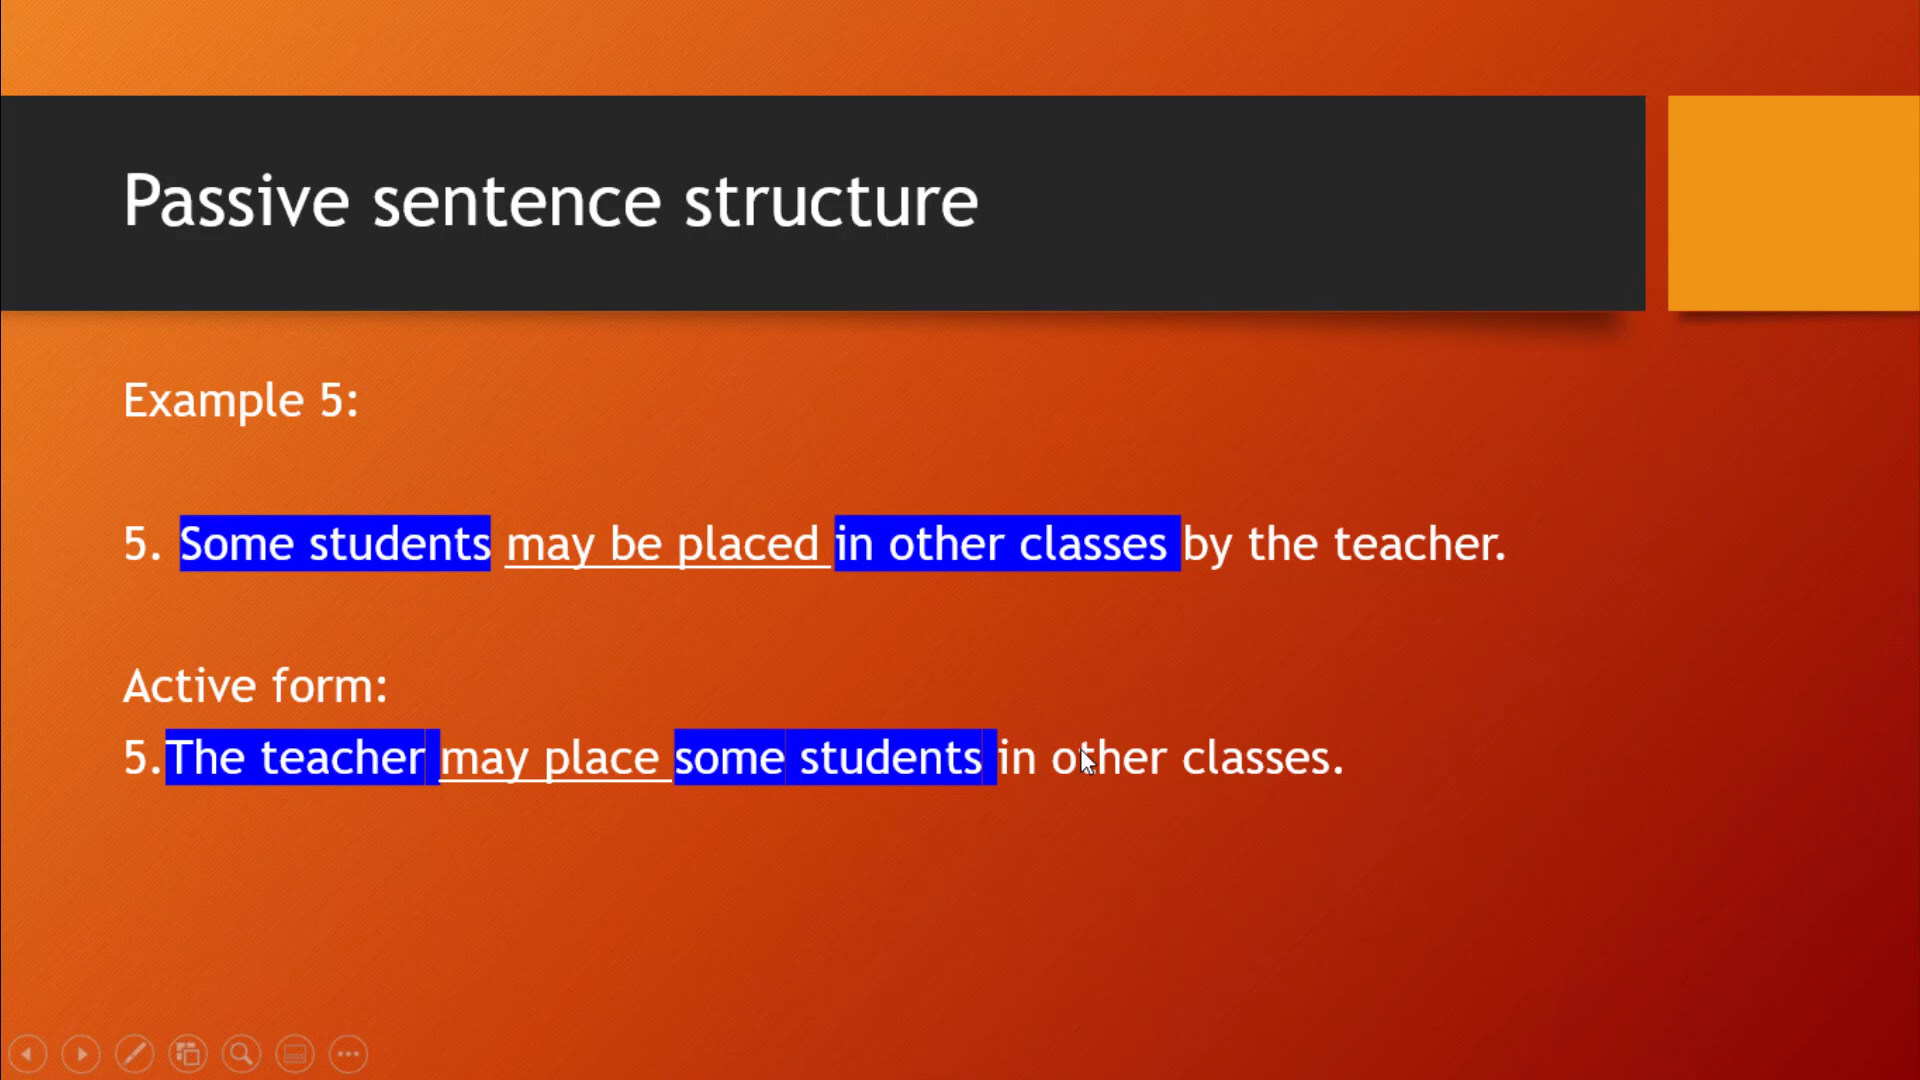 Passive sentence structure
Example 5:
5. Some students may be placed in other classes by the teacher.
Active form:
5.The teacher may place some students in other classes.